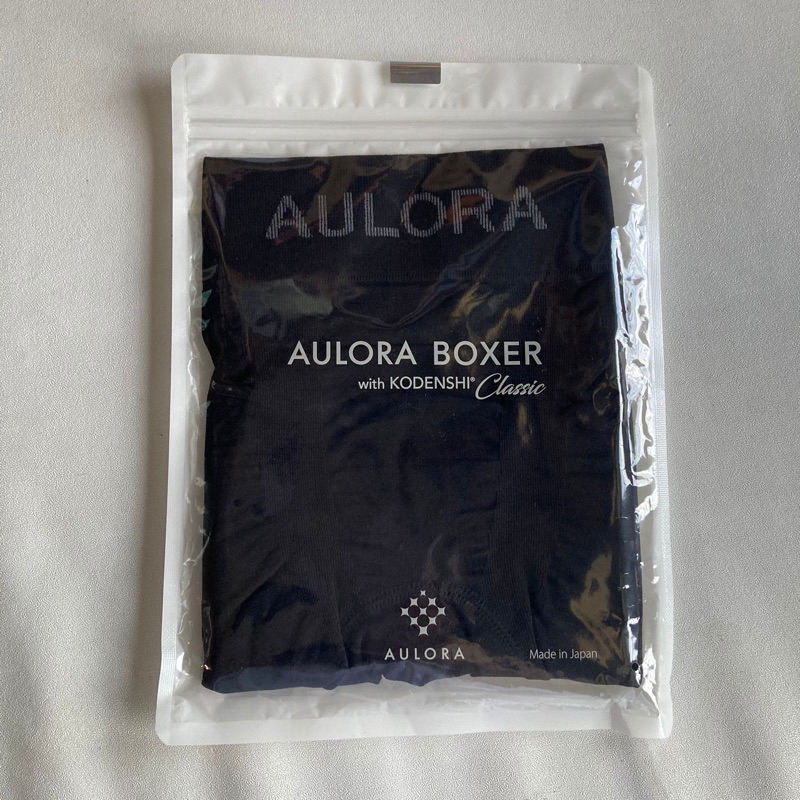 AULORA
AULORA BOXER
with KODENSHI® Classic
AULORA
Made in Japan